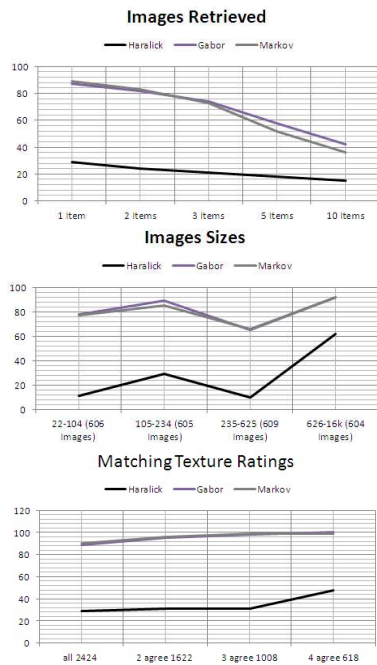 Images Retrieved
Haralick Gabor Markov
100
80
60
40
20
0
1 item 2 items 3 items 5 items 10 items
Images Sizes
Haralick Gabor Markov
100
80
60
40
20
0
22-104 (606 105-234 (605 235-625 (609 626-16k (604
images) images) images) images)
Matching Texture Ratings
Haralick Gabor Markov
120
100
80
60
40
20
0
all 2424 2 agree 1622 3 agree 1008 4 agree 618